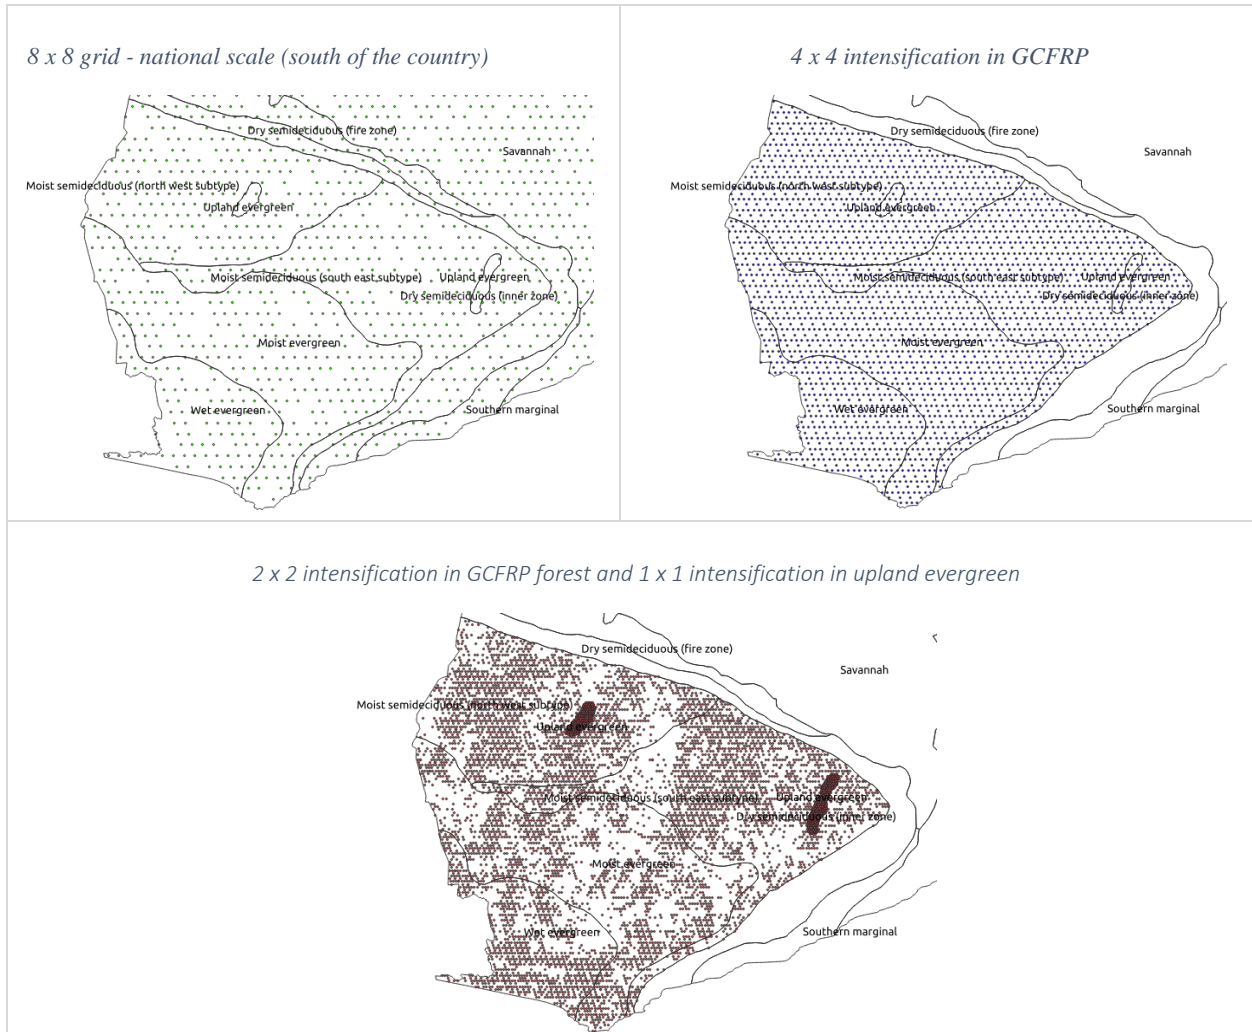 8 x 8 grid - national scale (south of the country)
Dry semideciduous (fire zone)
Savannah
Moist semideciduous (north west subtype)
Upland evergreen
Moist semideciduous (south east subtype)
Upland evergreen
Dry semideciduous (inner zone)
Moist evergreen
Wet evergreen
Southern marginal
4 x 4 intensification in GCFRP
Dry semideciduous (fire zone)
Savannah
Moist semideciduous (north west subtype)
Upland evergreen
Moist semideciduous (south east subtype)
Upland evergreen
Dry semideciduous (inner zone)
Moist evergreen
Wet evergreen
Southern marginal
2 x 2 intensification in GCFRP forest and 1 x 1 intensification in upland evergreen
Dry semideciduous (fire zone)
Savannah
Moist semideciduous (north west subtype)
Upland evergreen
Moist semideciduous (south east subtype)
Upland evergreen
Dry semideciduous (inner zone)
Moist evergreen
Wet evergreen
Southern marginal